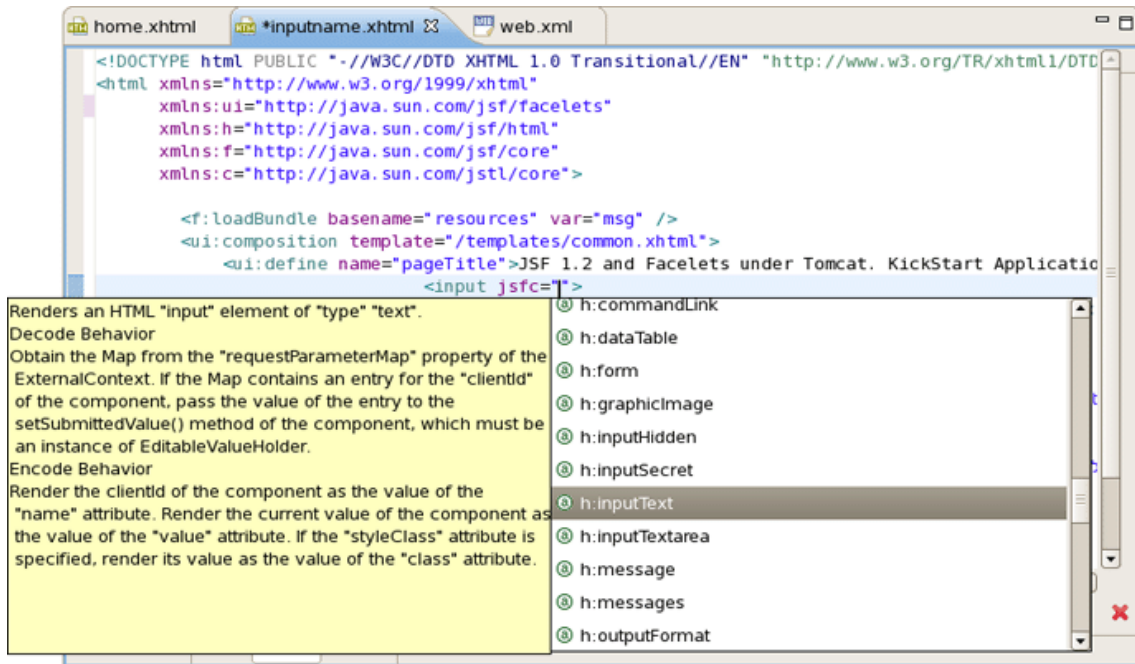 home.xhtml
*inputname.xhtml
web.xml
<!DOCTYPE html PUBLIC "-//W3C//DTD XHTML 1.0 Transitional//EN" "http://www.w3.org/TR/xhtml1/DTD
<html xmlns="http://www.w3.org/1999/xhtml"
xmlns:ui="http://java.sun.com/jsf/facelets"
xmlns:h="http://java.sun.com/jsf/html"
xmlns:f="http://java.sun.com/jsf/core"
xmlns:c="http://java.sun.com/jstl/core">
<f:loadBundle basename="resources" var="msg" />
<ui:composition template="/templates/common.xhtml">
<ui:define name="pageTitle">JSF 1.2 and Facelets under Tomcat. KickStart Applicatio
<input jsfc="">
Renders an HTML "input" element of "type" "text".
Decode Behavior
Obtain the Map from the "requestParameterMap" property of the
ExternalContext. If the Map contains an entry for the "clientId"
of the component, pass the value of the entry to the
setSubmittedValue() method of the component, which must be
an instance of EditableValueHolder.
Encode Behavior
Render the clientId of the component as the value of the
"name" attribute. Render the current value of the component as
the value of the "value" attribute. If the "styleClass" attribute is
specified, render its value as the value of the "class" attribute.
h:commandLink
h:dataTable
h:form
h:graphicImage
h:inputHidden
h:inputSecret
h:inputText
h:inputTextarea
h:message
h:messages
h:outputFormat